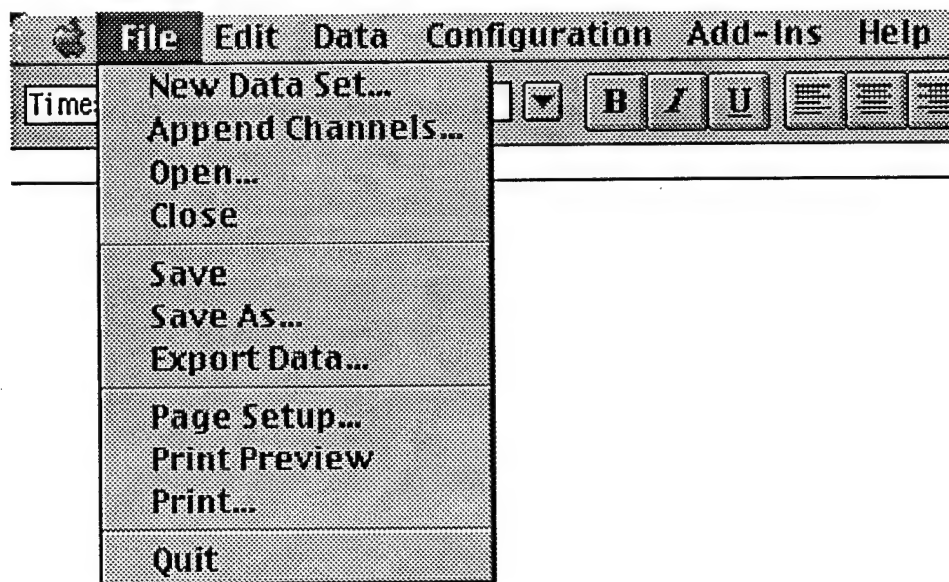 File Edit Data Configuration Add-Ins Help
Time
B I U
New Data Set...
Append Channels...
Open...
Close
Save
Save As...
Export Data...
Page Setup...
Print Preview
Print...
Quit